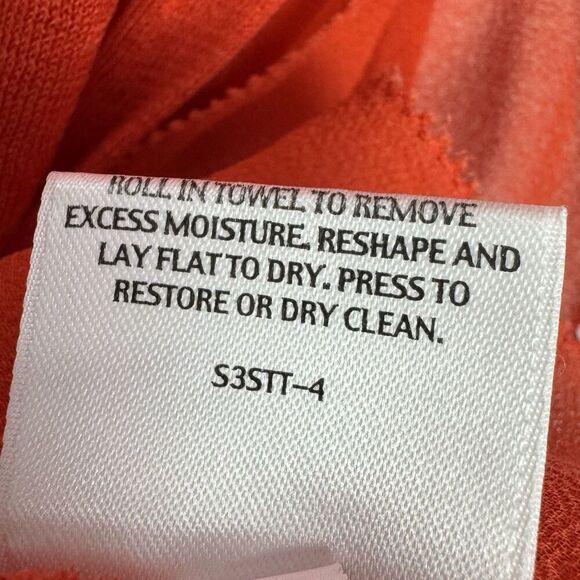 ROLL IN TOWEL TO REMOVE
EXCESS MOISTURE. RESHAPE AND
LAY FLAT TO DRY. PRESS TO
RESTORE OR DRY CLEAN.
S3STT-4